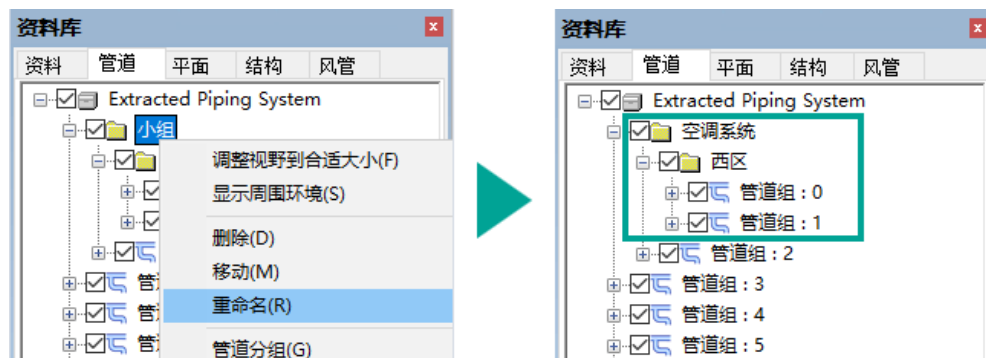 资料库
资料 管道 平面 结构 风管
Extracted Piping System
小组
调整视野到合适大小(F)
显示周围环境(S)
删除(D)
移动(M)
管
重命名(R)
管
管
管道分组(G)
资料库
资料 管道 平面 结构 风管
Extracted Piping System
空调系统
西区
管道组:0
管道组:1
管道组:2
管道组:3
管道组:4
管道组:5